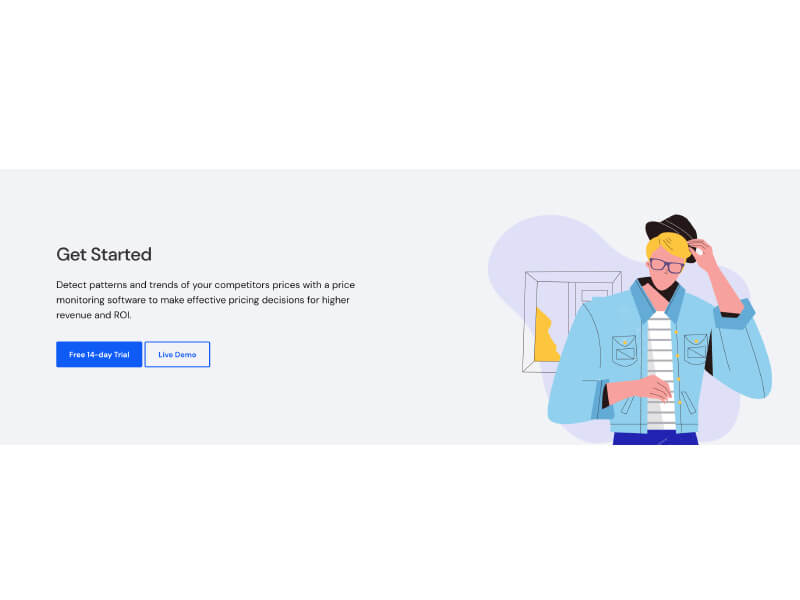 Get Started
Detect patterns and trends of your competitors prices with a price
monitoring software to make effective pricing decisions for higher
revenue and ROI.
Free 14-day Trial
Live Demo